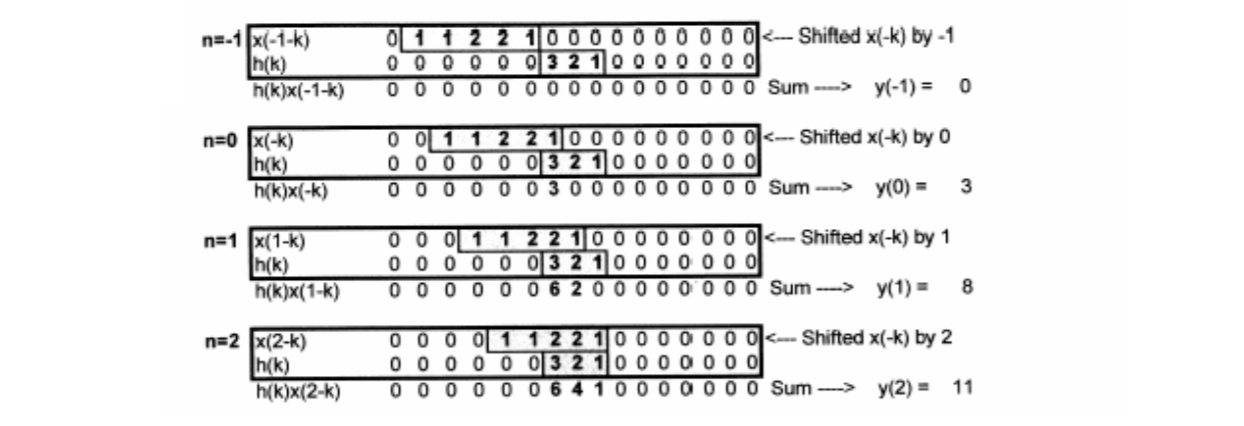 n=-1 x(-1-k) 0 1 1 2 2 1 0 0 0 0 0 0 0 0 0 0 <--- Shifted x(-k) by -1
h(k) 0 0 0 0 0 0 3 2 1 0 0 0 0 0 0 0
h(k)x(-1-k) 0 0 0 0 0 0 0 0 0 0 0 0 0 0 0 0 Sum ----> y(-1) = 0
n=0 x(-k) 0 0 1 1 2 2 1 0 0 0 0 0 0 0 0 0 <--- Shifted x(-k) by 0
h(k) 0 0 0 0 0 0 3 2 1 0 0 0 0 0 0 0
h(k)x(-k) 0 0 0 0 0 0 3 0 0 0 0 0 0 0 0 0 Sum ----> y(0) = 3
n=1 x(1-k) 0 0 0 1 1 2 2 1 0 0 0 0 0 0 0 0 <--- Shifted x(-k) by 1
h(k) 0 0 0 0 0 0 3 2 1 0 0 0 0 0 0 0
h(k)x(1-k) 0 0 0 0 0 0 6 2 0 0 0 0 0 0 0 0 Sum ----> y(1) = 8
n=2 x(2-k) 0 0 0 0 1 1 2 2 1 0 0 0 0 0 0 0 <--- Shifted x(-k) by 2
h(k) 0 0 0 0 0 0 3 2 1 0 0 0 0 0 0 0
h(k)x(2-k) 0 0 0 0 0 0 6 4 1 0 0 0 0 0 0 0 Sum ----> y(2) = 11